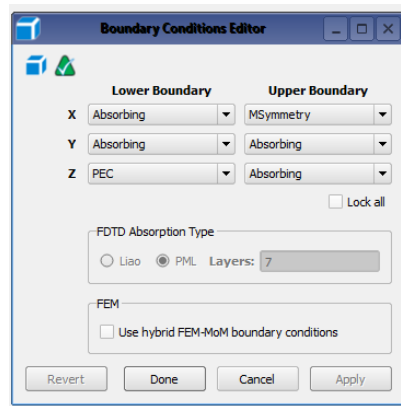 Boundary Conditions Editor
Lower Boundary Upper Boundary
X Absorbing MSymmetry
Y Absorbing Absorbing
Z PEC Absorbing
Lock all
FDTD Absorption Type
Liao PML Layers: 7
FEM
Use hybrid FEM-MoM boundary conditions
Revert Done Cancel Apply